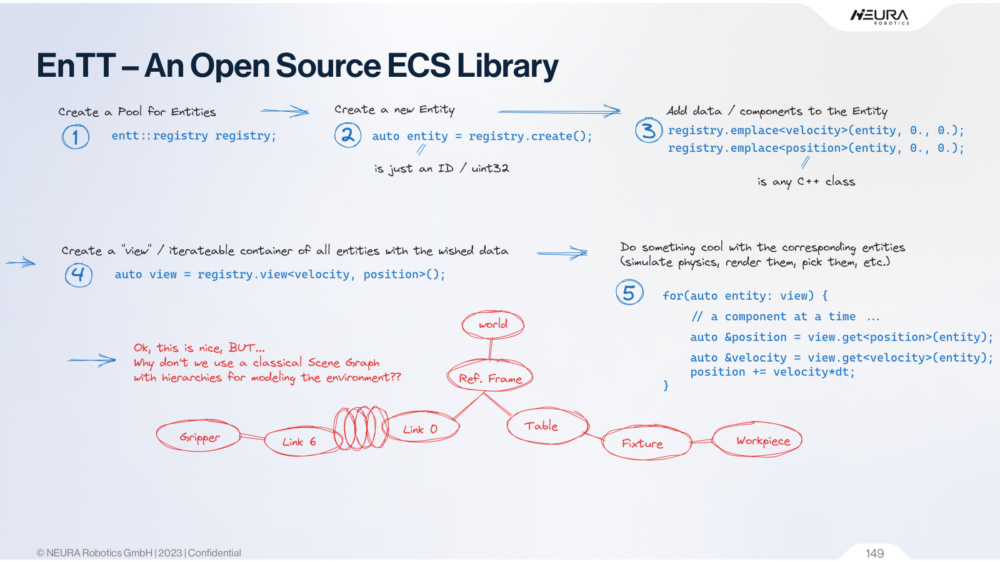 NEURA
ROBOTICS
EnTT – An Open Source ECS Library
Create a Pool for Entities
1
entt::registry registry;
Create a new Entity
2
auto entity = registry.create();
is just an ID / uint32
Add data / components to the Entity
3
registry.emplace<velocity>(entity, 0., 0.);
registry.emplace<position>(entity, 0., 0.);
is any C++ class
Create a "view" / iterateable container of all entities with the wished data
4
auto view = registry.view<velocity, position>();
Do something cool with the corresponding entities
(simulate physics, render them, pick them, etc.)
5
for(auto entity: view) {
// a component at a time ...
auto &position = view.get<position>(entity);
auto &velocity = view.get<velocity>(entity);
position += velocity*dt;
}
Ok, this is nice, BUT...
Why don't we use a classical Scene Graph
with hierarchies for modeling the environment??
world
Ref. Frame
Gripper
Link 6
Link 0
Table
Fixture
Workpiece
© NEURA Robotics GmbH | 2023 | Confidential
149